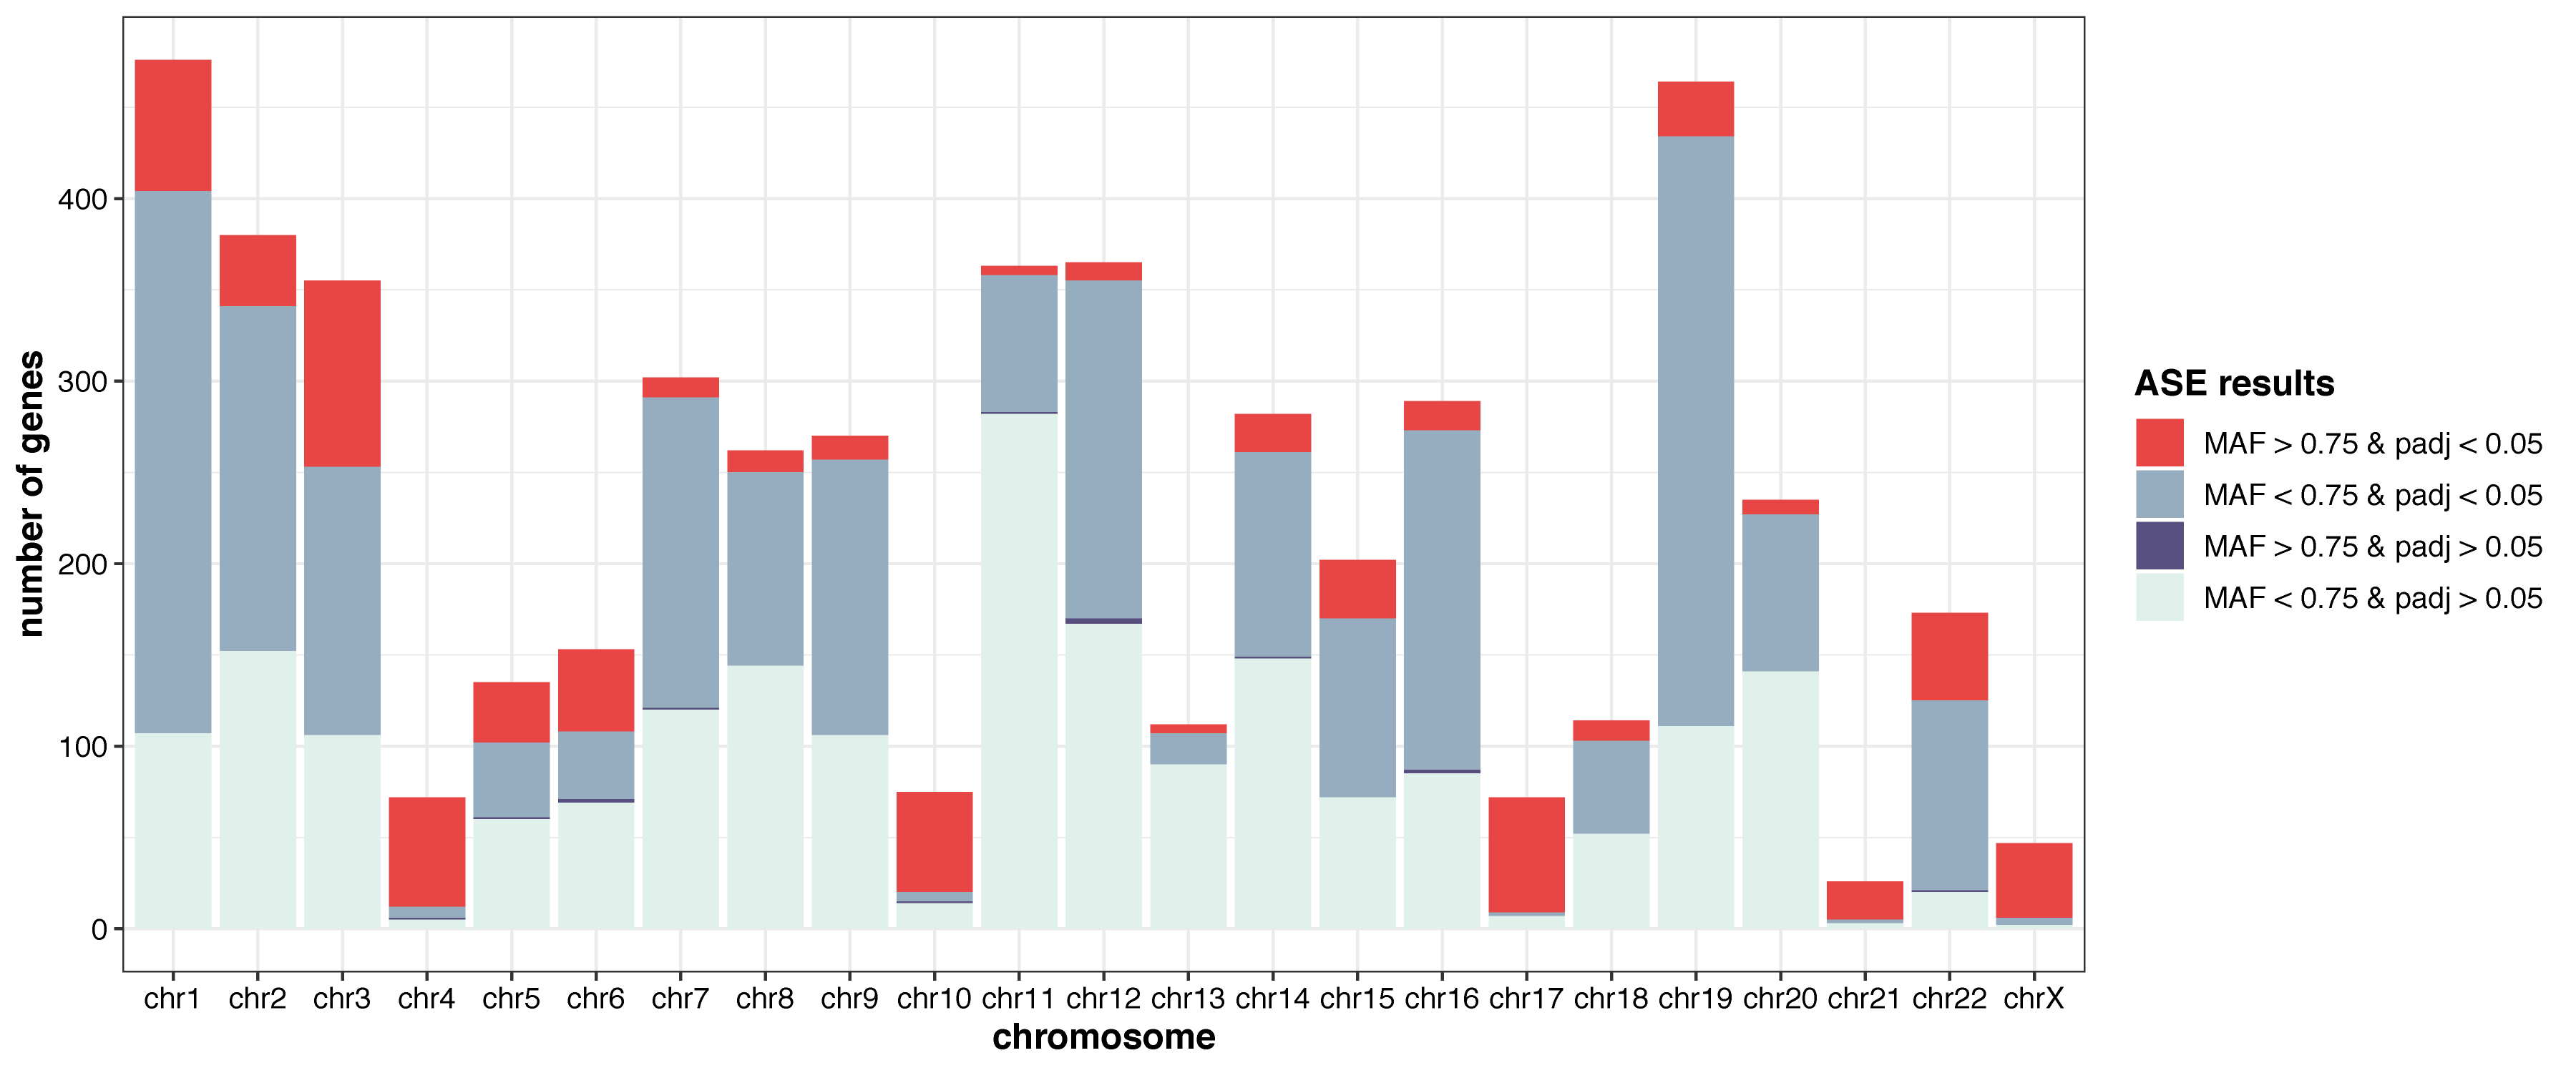 number of genes
400
300
200
100
0
chr1 chr2 chr3 chr4 chr5 chr6 chr7 chr8 chr9 chr10 chr11 chr12 chr13 chr14 chr15 chr16 chr17 chr18 chr19 chr20 chr21 chr22 chrX
chromosome
ASE results
MAF > 0.75 & padj < 0.05
MAF < 0.75 & padj < 0.05
MAF > 0.75 & padj > 0.05
MAF < 0.75 & padj > 0.05